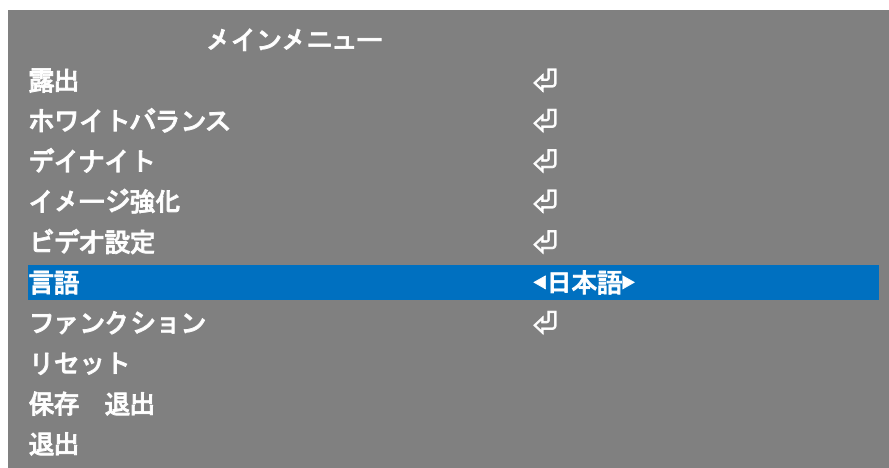 メインメニュー
露出 ⏎
ホワイトバランス ⏎
デイナイト ⏎
イメージ強化 ⏎
ビデオ設定 ⏎
言語 ◀日本語▶
ファンクション ⏎
リセット
保存　退出
退出